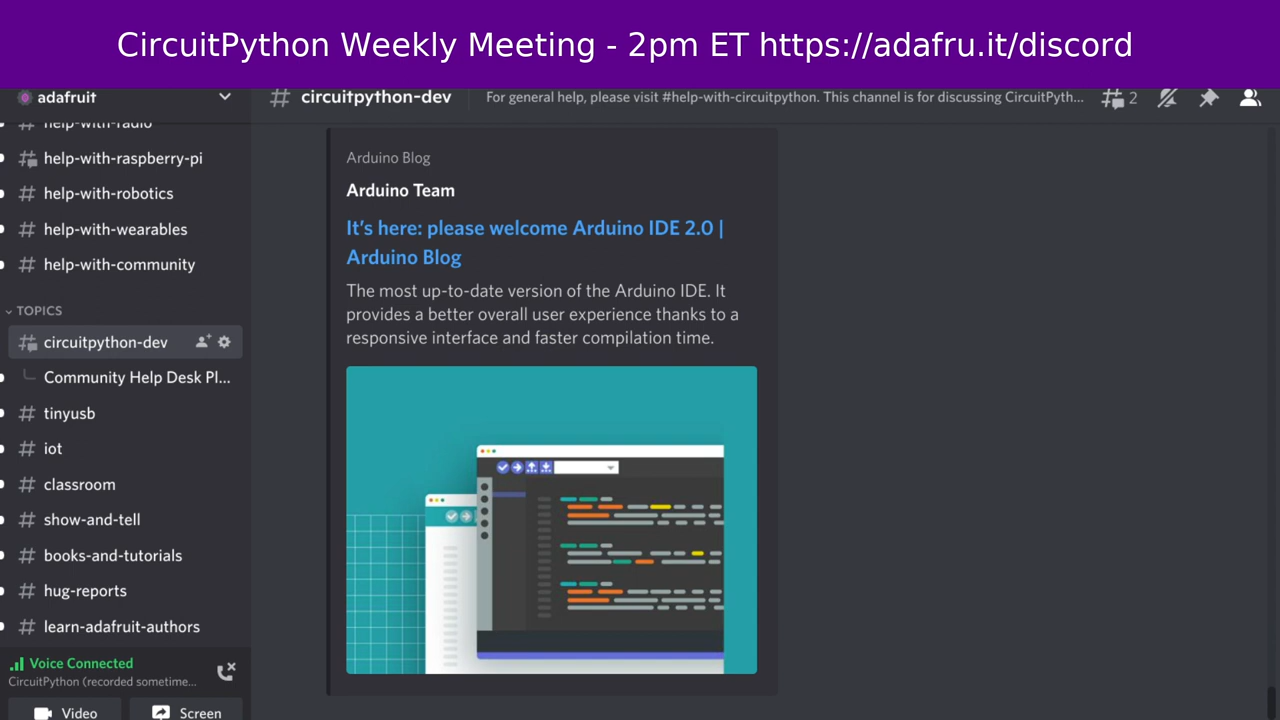 CircuitPython Weekly Meeting - 2pm ET https://adafru.it/discord
adafruit
circuitpython-dev
For general help, please visit #help-with-circuitpython. This channel is for discussing CircuitPyth...
2
help-with-radio
help-with-raspberry-pi
help-with-robotics
help-with-wearables
help-with-community
TOPICS
circuitpython-dev
Community Help Desk Pl...
tinyusb
iot
classroom
show-and-tell
books-and-tutorials
hug-reports
learn-adafruit-authors
Voice Connected
CircuitPython (recorded sometime...
Video
Screen
Arduino Blog
Arduino Team
It's here: please welcome Arduino IDE 2.0 |
Arduino Blog
The most up-to-date version of the Arduino IDE. It
provides a better overall user experience thanks to a
responsive interface and faster compilation time.